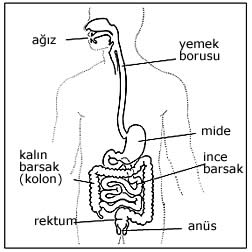 ağız
yemek
borusu
mide
kalın
barsak
(kolon)
ince
barsak
rektum
anüs